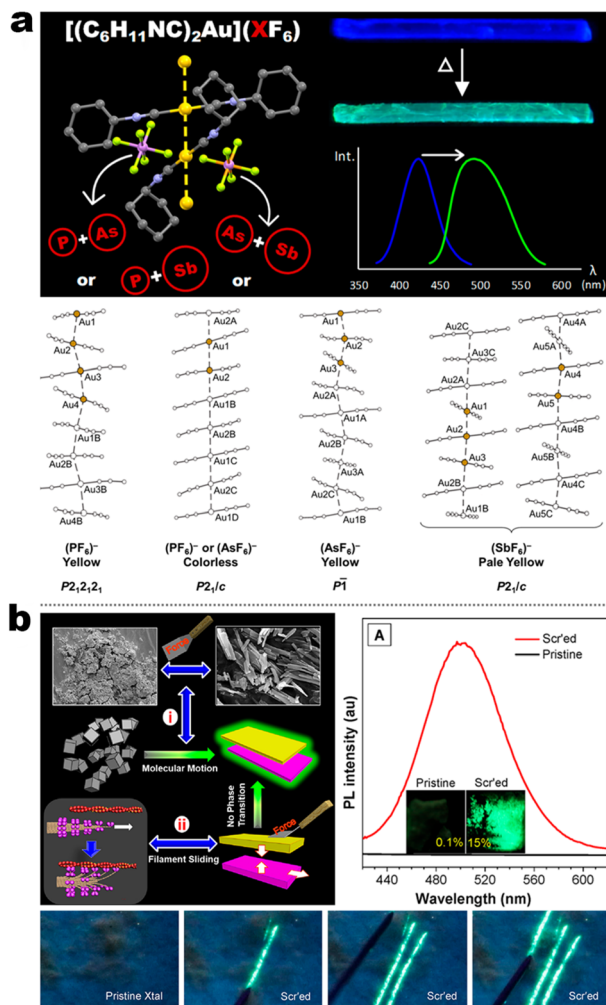 a
[(C6H11NC)2Au](XF6)
Δ
Int.
P + As
As + Sb
P + Sb
or
or
λ
(nm)
350 400 450 500 550 600
Au1
Au2
Au3
Au4
Au1B
Au2B
Au3B
Au4B
Au2A
Au1
Au2
Au1B
Au2B
Au1C
Au2C
Au1D
Au1
Au2
Au3
Au2A
Au1A
Au2B
Au3A
Au2C
Au1B
Au2C
Au3C
Au2A
Au1
Au2
Au3
Au2B
Au1B
Au4A
Au5A
Au4
Au5
Au4B
Au5B
Au4C
Au5C
(PF6)− (PF6)− or (AsF6)− (AsF6)− (SbF6)−
Yellow Colorless Yellow Pale Yellow
P212121 P21/c P1̅ P21/c
b
Force
i
Molecular Motion
No Phase
Transition
ii
Filament Sliding
Force
A
Scr'ed
Pristine
PL intensity (au)
Pristine Scr'ed
0.1% 15%
480 520 560 600
Wavelength (nm)
Pristine Xtal
Scr'ed
Scr'ed
Scr'ed